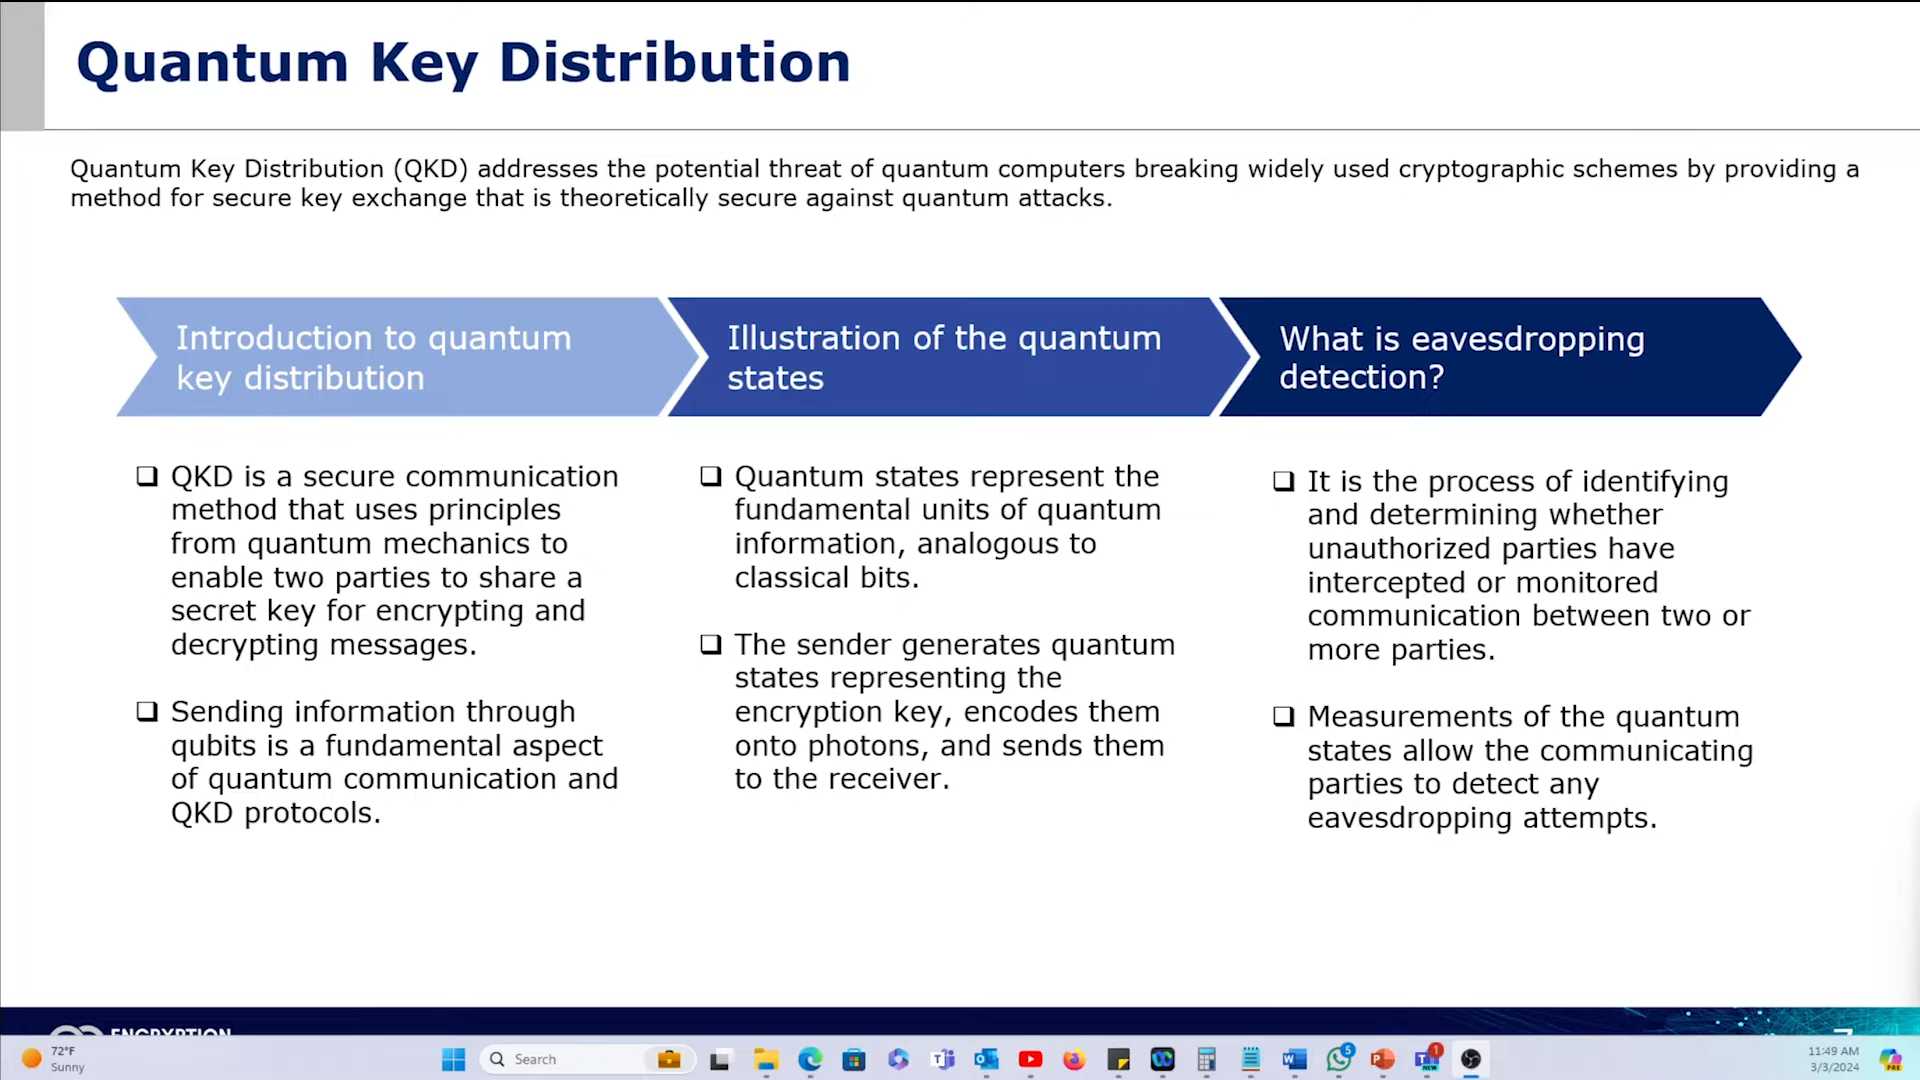 Quantum Key Distribution
Quantum Key Distribution (QKD) addresses the potential threat of quantum computers breaking widely used cryptographic schemes by providing a
method for secure key exchange that is theoretically secure against quantum attacks.
Introduction to quantum
key distribution
QKD is a secure communication
method that uses principles
from quantum mechanics to
enable two parties to share a
secret key for encrypting and
decrypting messages.
Sending information through
qubits is a fundamental aspect
of quantum communication and
QKD protocols.
Illustration of the quantum
states
Quantum states represent the
fundamental units of quantum
information, analogous to
classical bits.
The sender generates quantum
states representing the
encryption key, encodes them
onto photons, and sends them
to the receiver.
What is eavesdropping
detection?
It is the process of identifying
and determining whether
unauthorized parties have
intercepted or monitored
communication between two or
more parties.
Measurements of the quantum
states allow the communicating
parties to detect any
eavesdropping attempts.
ENCRYPTION
72°F
Sunny
Search
5
1
NEW
11:49 AM
3/3/2024
PRE